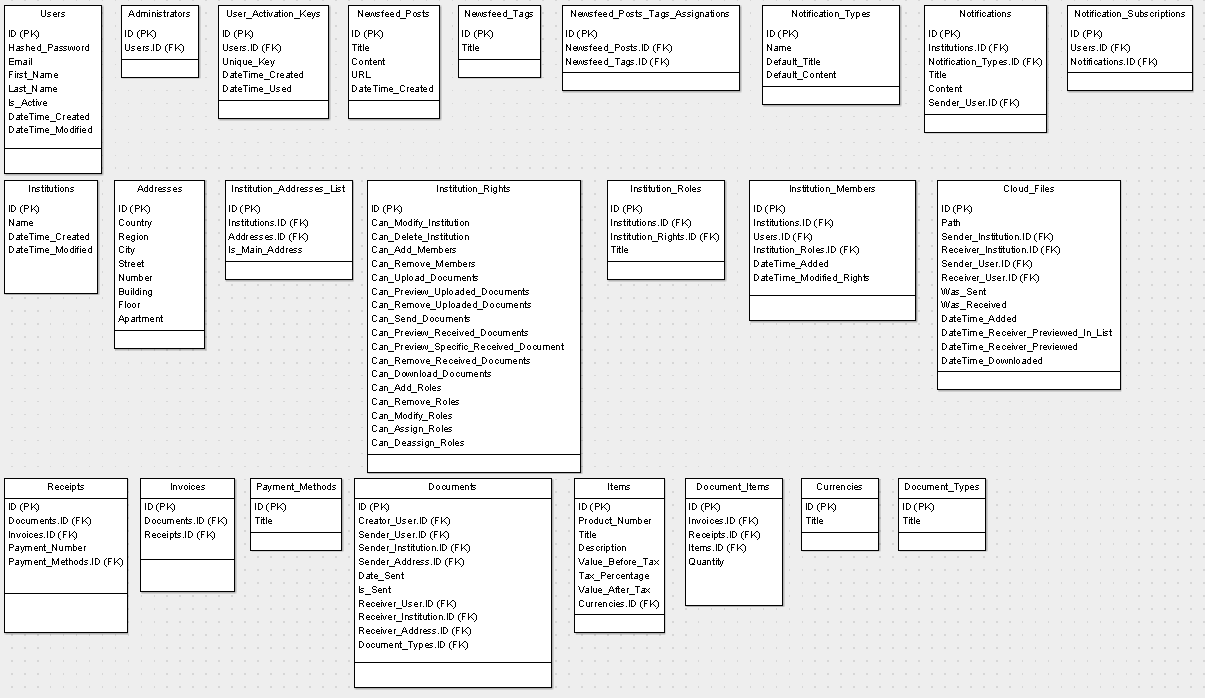 Users
ID (PK)
Hashed_Password
Email
First_Name
Last_Name
Is_Active
DateTime_Created
DateTime_Modified
Administrators
ID (PK)
Users.ID (FK)
User_Activation_Keys
ID (PK)
Users.ID (FK)
Unique_Key
DateTime_Created
DateTime_Used
Newsfeed_Posts
ID (PK)
Title
Content
URL
DateTime_Created
Newsfeed_Tags
ID (PK)
Title
Newsfeed_Posts_Tags_Assignations
ID (PK)
Newsfeed_Posts.ID (FK)
Newsfeed_Tags.ID (FK)
Notification_Types
ID (PK)
Name
Default_Title
Default_Content
Notifications
ID (PK)
Institutions.ID (FK)
Notification_Types.ID (FK)
Title
Content
Sender_User.ID (FK)
Notification_Subscriptions
ID (PK)
Users.ID (FK)
Notifications.ID (FK)
Institutions
ID (PK)
Name
DateTime_Created
DateTime_Modified
Addresses
ID (PK)
Country
Region
City
Street
Number
Building
Floor
Apartment
Institution_Addresses_List
ID (PK)
Institutions.ID (FK)
Addresses.ID (FK)
Is_Main_Address
Institution_Rights
ID (PK)
Can_Modify_Institution
Can_Delete_Institution
Can_Add_Members
Can_Remove_Members
Can_Upload_Documents
Can_Preview_Uploaded_Documents
Can_Remove_Uploaded_Documents
Can_Send_Documents
Can_Preview_Received_Documents
Can_Preview_Specific_Received_Document
Can_Remove_Received_Documents
Can_Download_Documents
Can_Add_Roles
Can_Remove_Roles
Can_Modify_Roles
Can_Assign_Roles
Can_Deassign_Roles
Institution_Roles
ID (PK)
Institutions.ID (FK)
Institution_Rights.ID (FK)
Title
Institution_Members
ID (PK)
Institutions.ID (FK)
Users.ID (FK)
Institution_Roles.ID (FK)
DateTime_Added
DateTime_Modified_Rights
Cloud_Files
ID (PK)
Path
Sender_Institution.ID (FK)
Receiver_Institution.ID (FK)
Sender_User.ID (FK)
Receiver_User.ID (FK)
Was_Sent
Was_Received
DateTime_Added
DateTime_Receiver_Previewed_In_List
DateTime_Receiver_Previewed
DateTime_Downloaded
Receipts
ID (PK)
Documents.ID (FK)
Invoices.ID (FK)
Payment_Number
Payment_Methods.ID (FK)
Invoices
ID (PK)
Documents.ID (FK)
Receipts.ID (FK)
Payment_Methods
ID (PK)
Title
Documents
ID (PK)
Creator_User.ID (FK)
Sender_User.ID (FK)
Sender_Institution.ID (FK)
Sender_Address.ID (FK)
Date_Sent
Is_Sent
Receiver_User.ID (FK)
Receiver_Institution.ID (FK)
Receiver_Address.ID (FK)
Document_Types.ID (FK)
Items
ID (PK)
Product_Number
Title
Description
Value_Before_Tax
Tax_Percentage
Value_After_Tax
Currencies.ID (FK)
Document_Items
ID (PK)
Invoices.ID (FK)
Receipts.ID (FK)
Items.ID (FK)
Quantity
Currencies
ID (PK)
Title
Document_Types
ID (PK)
Title